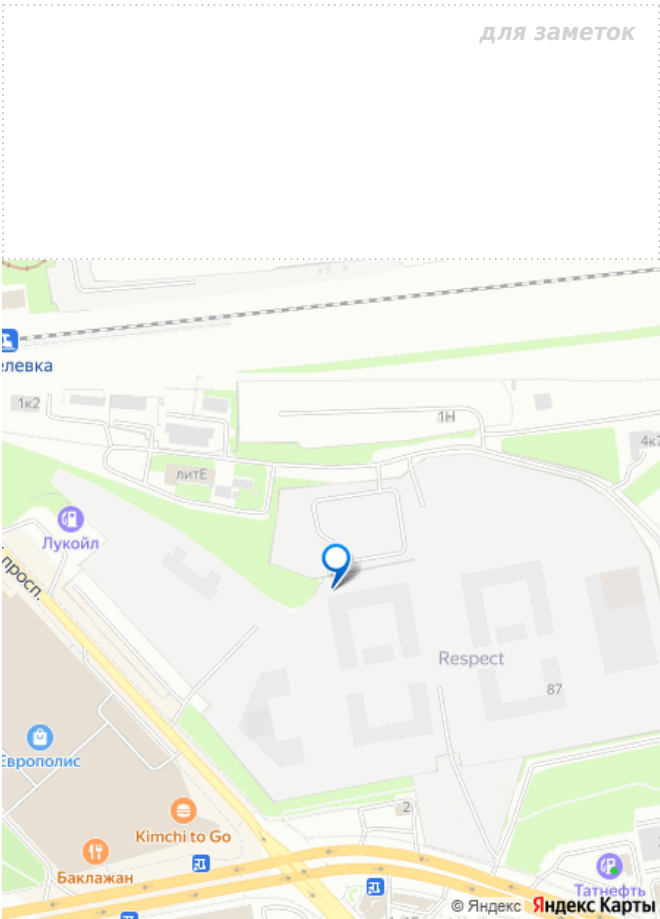 для заметок
елевка
1к2
1Н
4к7
литЕ
Лукойл
просп.
Respect
87
Европолис
2
Kimchi to Go
Баклажан
Татнефть
© Яндекс Яндекс Карты